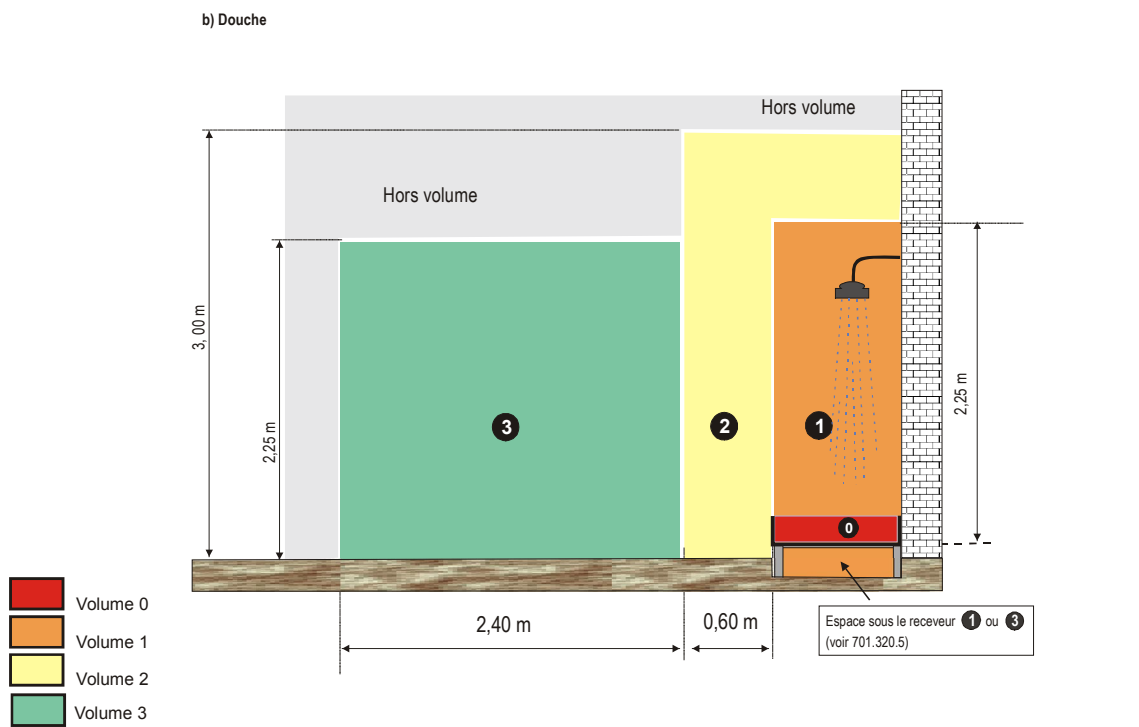 b) Douche
Hors volume
Hors volume
3, 00 m
2,25 m
2,25 m
3
2
1
0
2,40 m
0,60 m
Espace sous le receveur 1 ou 3
(voir 701.320.5)
Volume 0
Volume 1
Volume 2
Volume 3